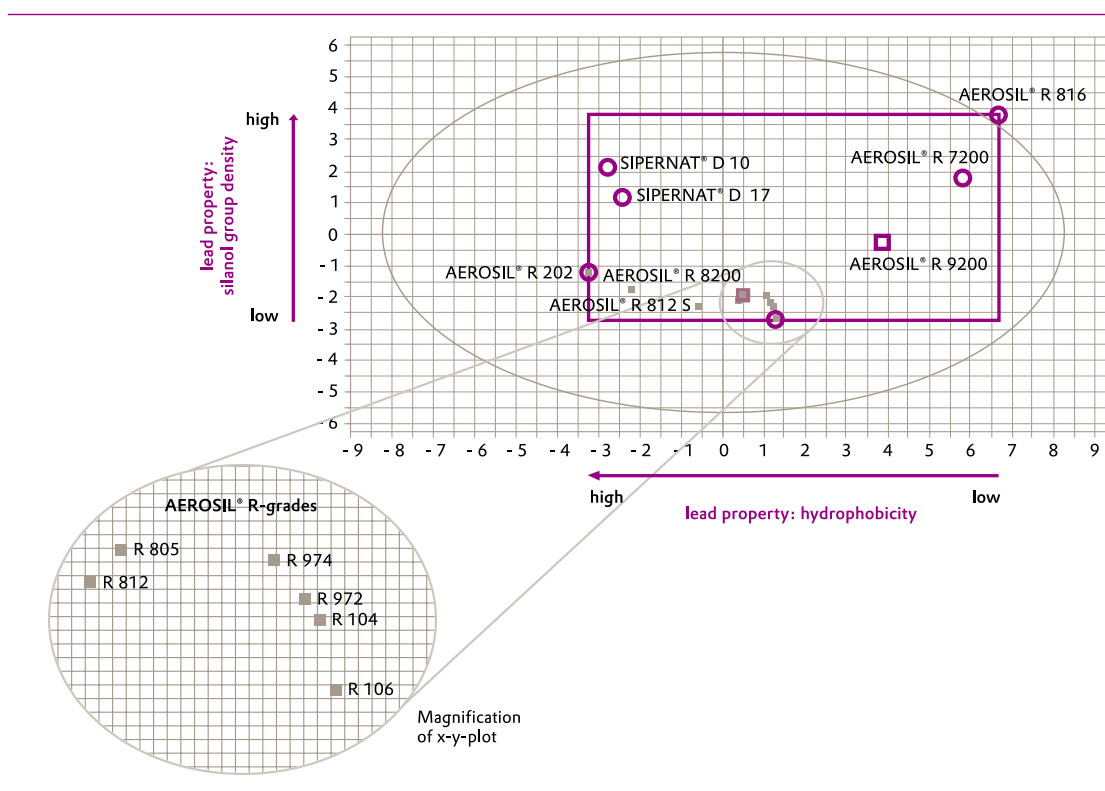 6
5
4
3
2
1
0
- 1
- 2
- 3
- 4
- 5
- 6
high
low
lead property:
silanol group density
AEROSIL® R 816
AEROSIL® R 7200
SIPERNAT® D 10
SIPERNAT® D 17
AEROSIL® R 9200
AEROSIL® R 202
AEROSIL® R 8200
AEROSIL® R 812 S
- 9 - 8 - 7 - 6 - 5 - 4 - 3 - 2 - 1 0 1 2 3 4 5 6 7 8 9
high low
lead property: hydrophobicity
AEROSIL® R-grades
R 805
R 974
R 812
R 972
R 104
R 106
Magnification
of x-y-plot